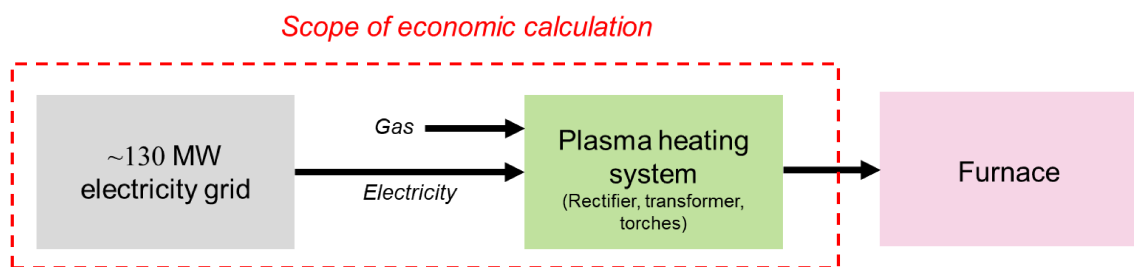 Scope of economic calculation
~130 MW
electricity grid
Gas
Electricity
Plasma heating
system
(Rectifier, transformer,
torches)
Furnace